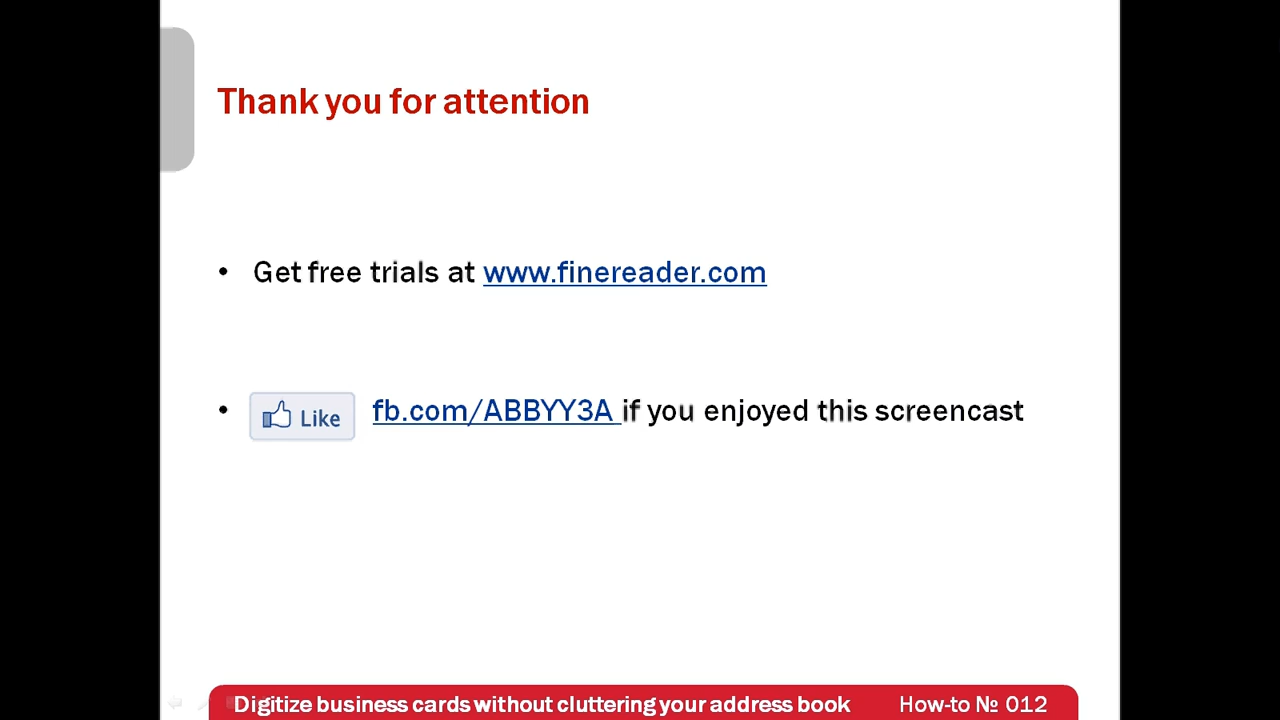 Thank you for attention
• Get free trials at www.finereader.com
• Like fb.com/ABBYY3A if you enjoyed this screencast
Digitize business cards without cluttering your address book How-to № 012